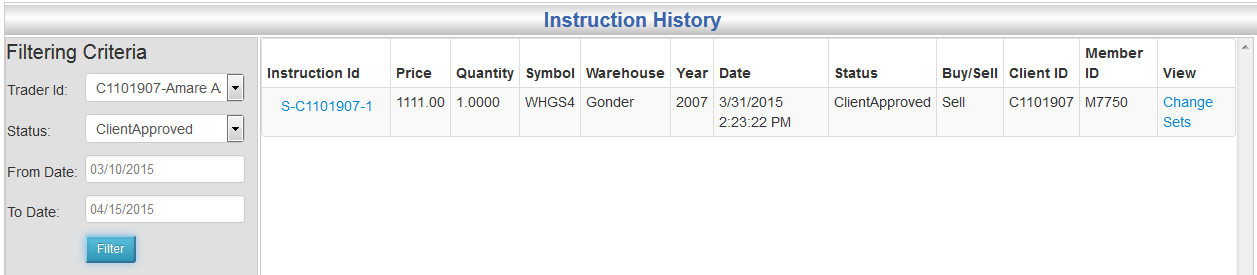 Instruction History
Filtering Criteria
Trader Id: C1101907-Amare A
Status: ClientApproved
From Date: 03/10/2015
To Date: 04/15/2015
Filter
Instruction Id Price Quantity Symbol Warehouse Year Date Status Buy/Sell Client ID Member ID View
S-C1101907-1 1111.00 1.0000 WHGS4 Gonder 2007 3/31/2015 2:23:22 PM ClientApproved Sell C1101907 M7750 Change Sets